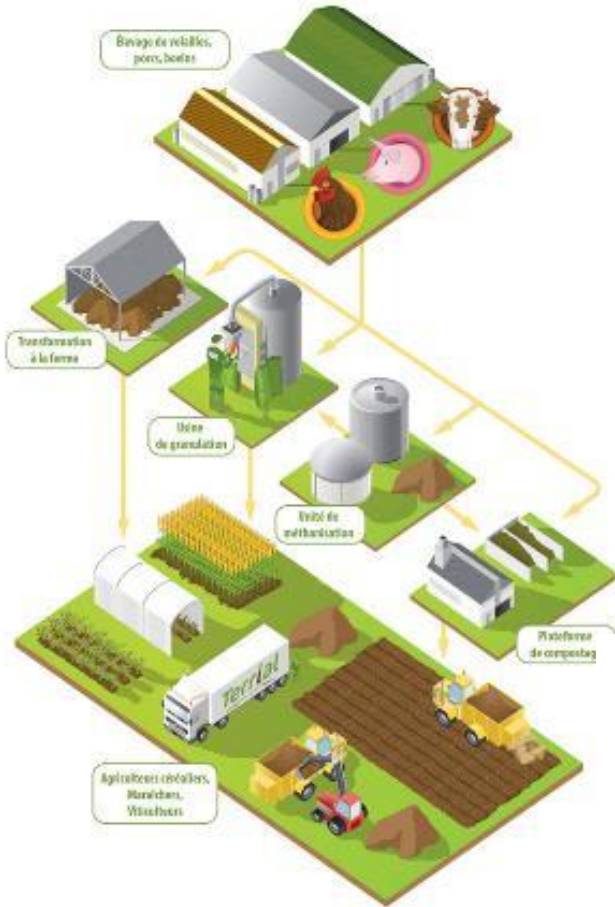 Élevage de volailles,
porcs, bovins
Transformation
à la ferme
Usine
de granulation
Unité de
méthanisation
Plateforme
de compostag
Terrial
Agriculteurs céréaliers,
Maraîchers,
Viticulteurs